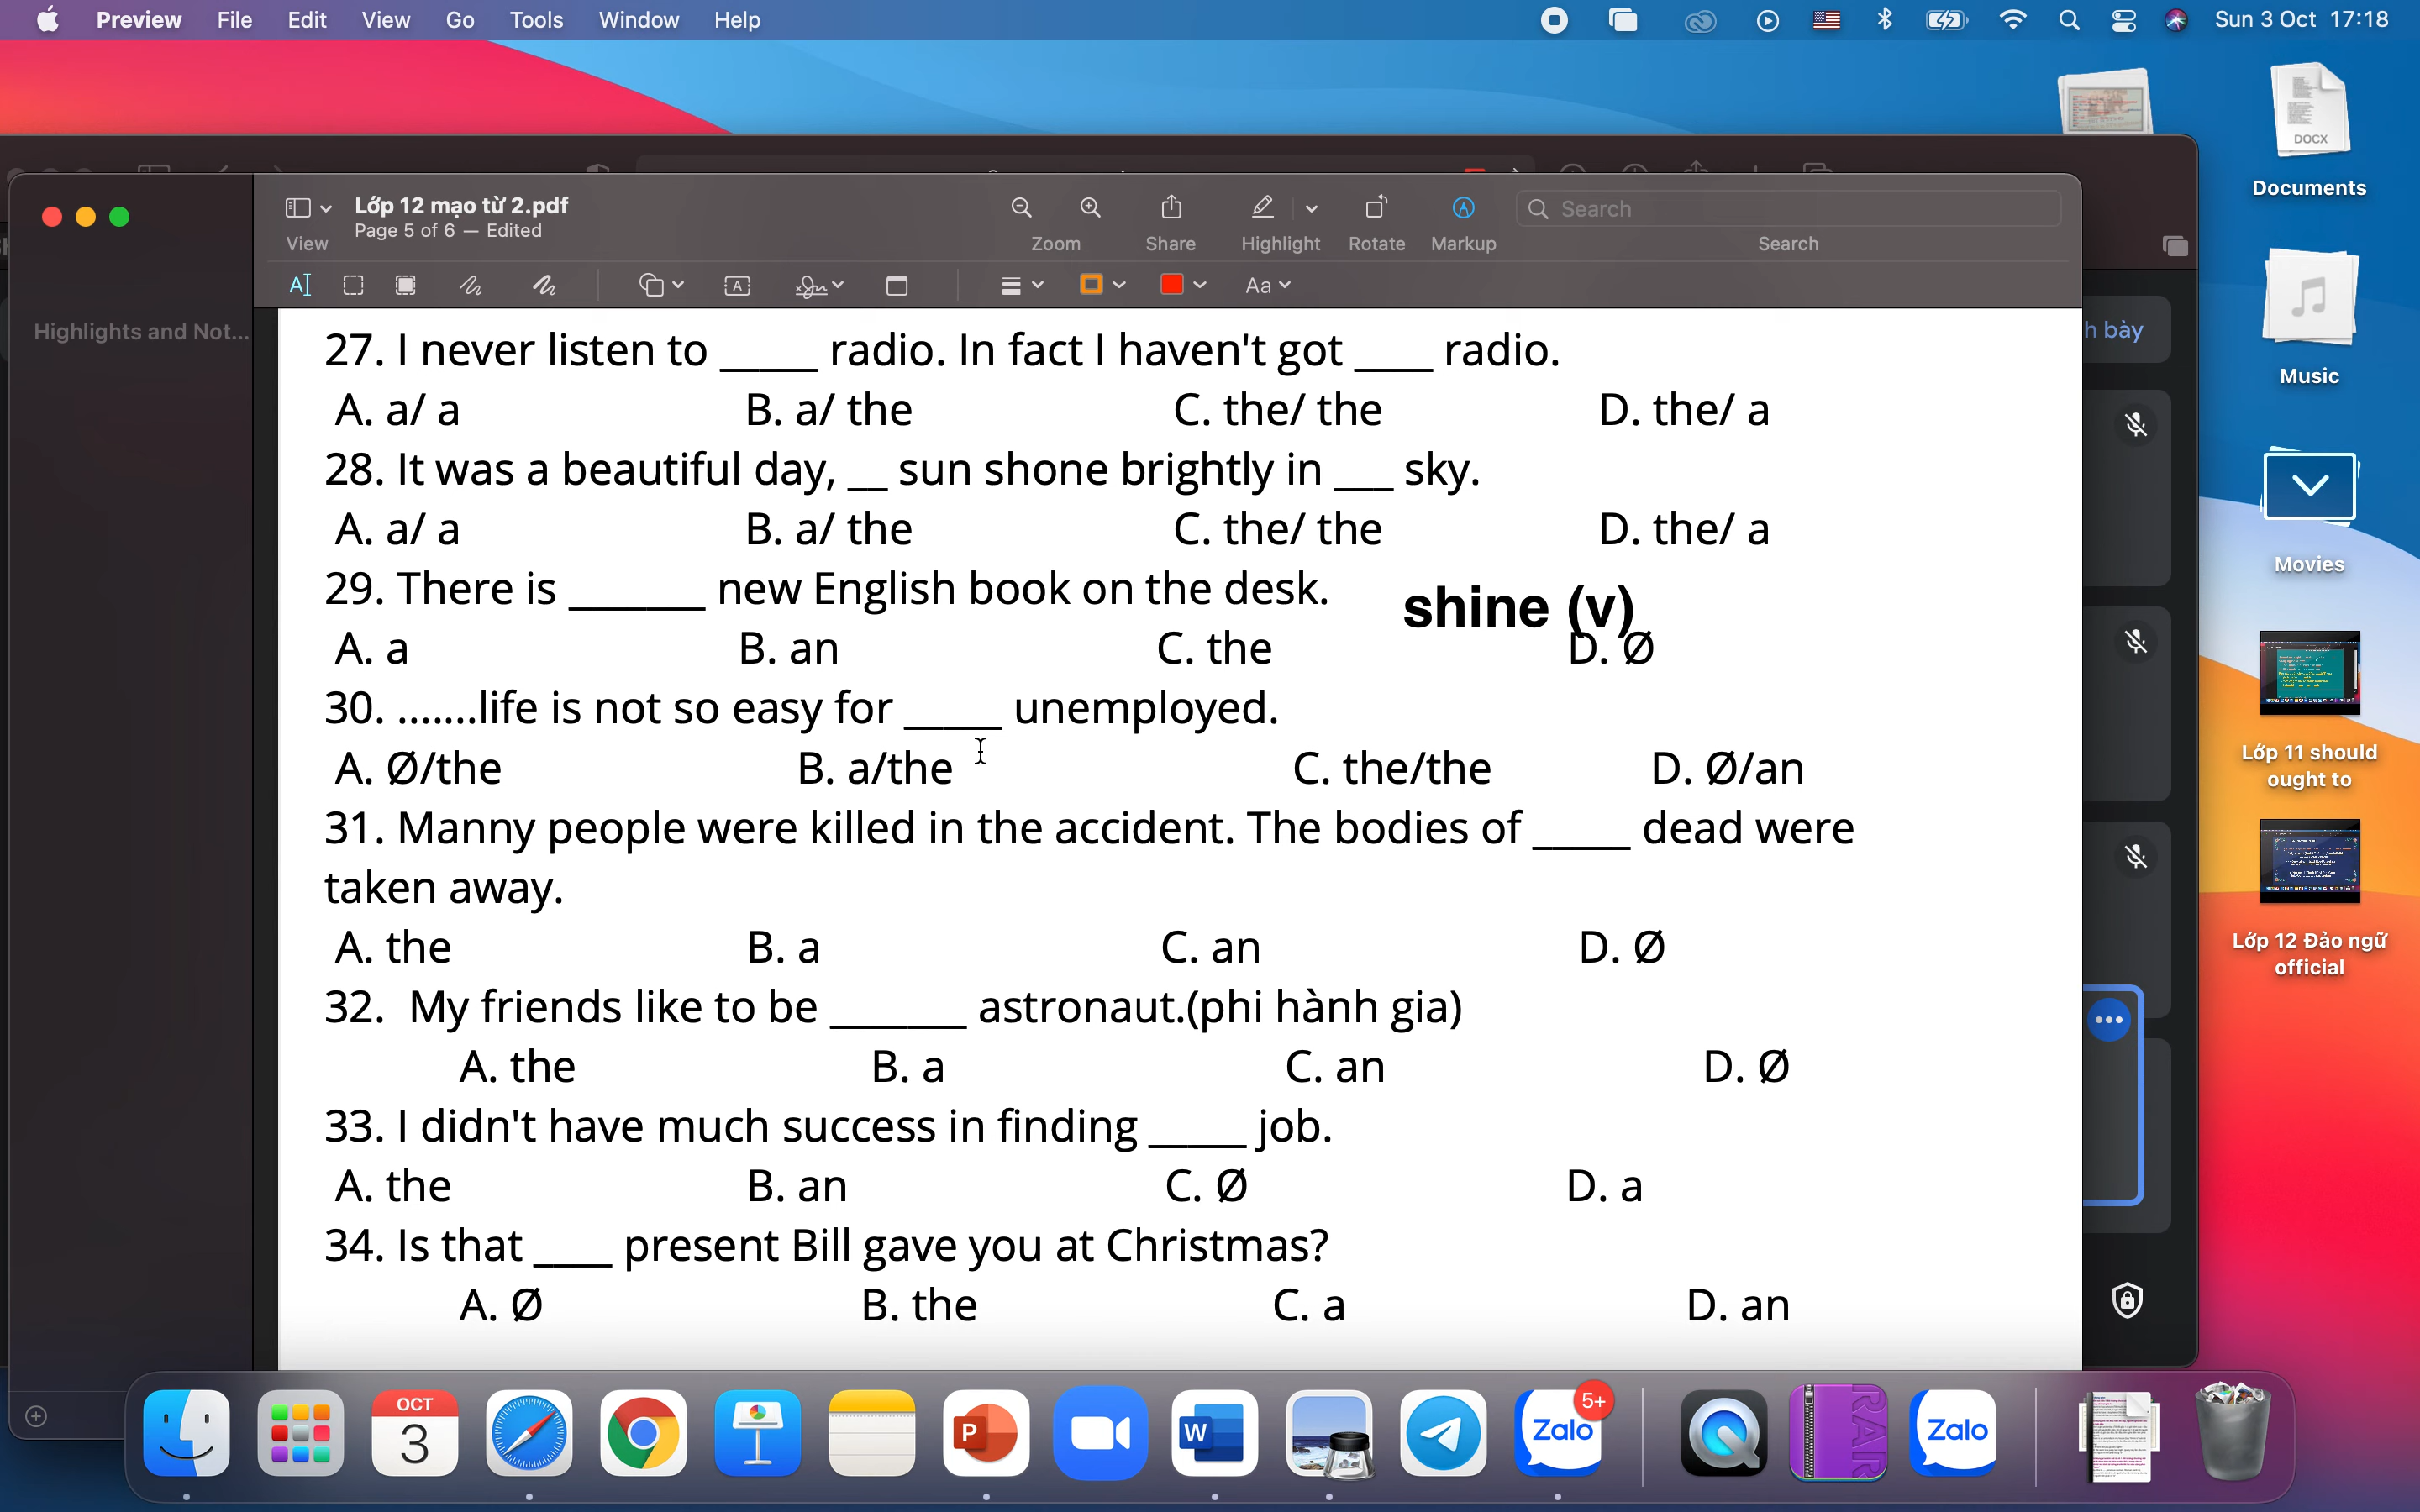 Preview File Edit View Go Tools Window Help Sun 3 Oct 17:18
DOCX
Documents
Music
Movies
Lớp 11 should
ought to
Lớp 12 Đảo ngữ
official
Lớp 12 mạo từ 2.pdf
Page 5 of 6 — Edited
View Zoom Share Highlight Rotate Markup Search
Search
A A Aa
Highlights and Not...
h bày
27. I never listen to _____ radio. In fact I haven't got ____ radio.
A. a/ a B. a/ the C. the/ the D. the/ a
28. It was a beautiful day, __ sun shone brightly in ___ sky.
A. a/ a B. a/ the C. the/ the D. the/ a
29. There is _______ new English book on the desk.
shine (v)
A. a B. an C. the D. Ø
30. .......life is not so easy for _____ unemployed.
A. Ø/the B. a/the C. the/the D. Ø/an
31. Manny people were killed in the accident. The bodies of _____ dead were
taken away.
A. the B. a C. an D. Ø
32. My friends like to be _______ astronaut.(phi hành gia)
A. the B. a C. an D. Ø
33. I didn't have much success in finding _____ job.
A. the B. an C. Ø D. a
34. Is that ____ present Bill gave you at Christmas?
A. Ø B. the C. a D. an
OCT
3
P
W
Zalo
5+
RAR
Zalo